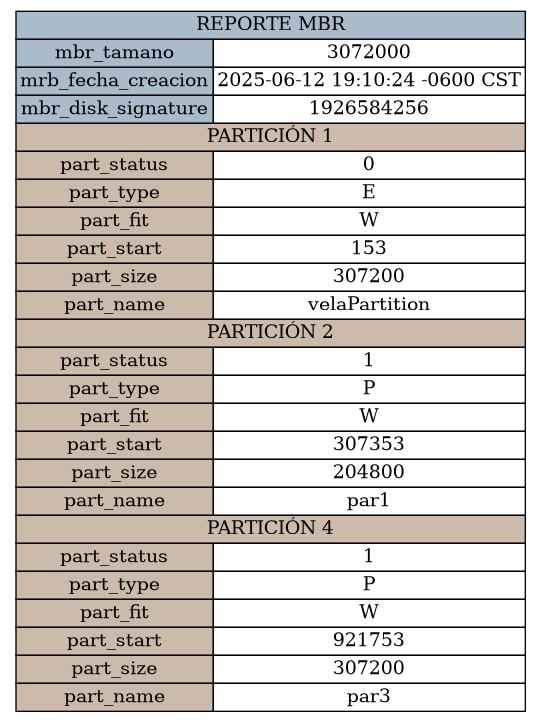 REPORTE MBR
mbr_tamano 3072000
mrb_fecha_creacion 2025-06-12 19:10:24 -0600 CST
mbr_disk_signature 1926584256
PARTICIÓN 1
part_status 0
part_type E
part_fit W
part_start 153
part_size 307200
part_name velaPartition
PARTICIÓN 2
part_status 1
part_type P
part_fit W
part_start 307353
part_size 204800
part_name par1
PARTICIÓN 4
part_status 1
part_type P
part_fit W
part_start 921753
part_size 307200
part_name par3